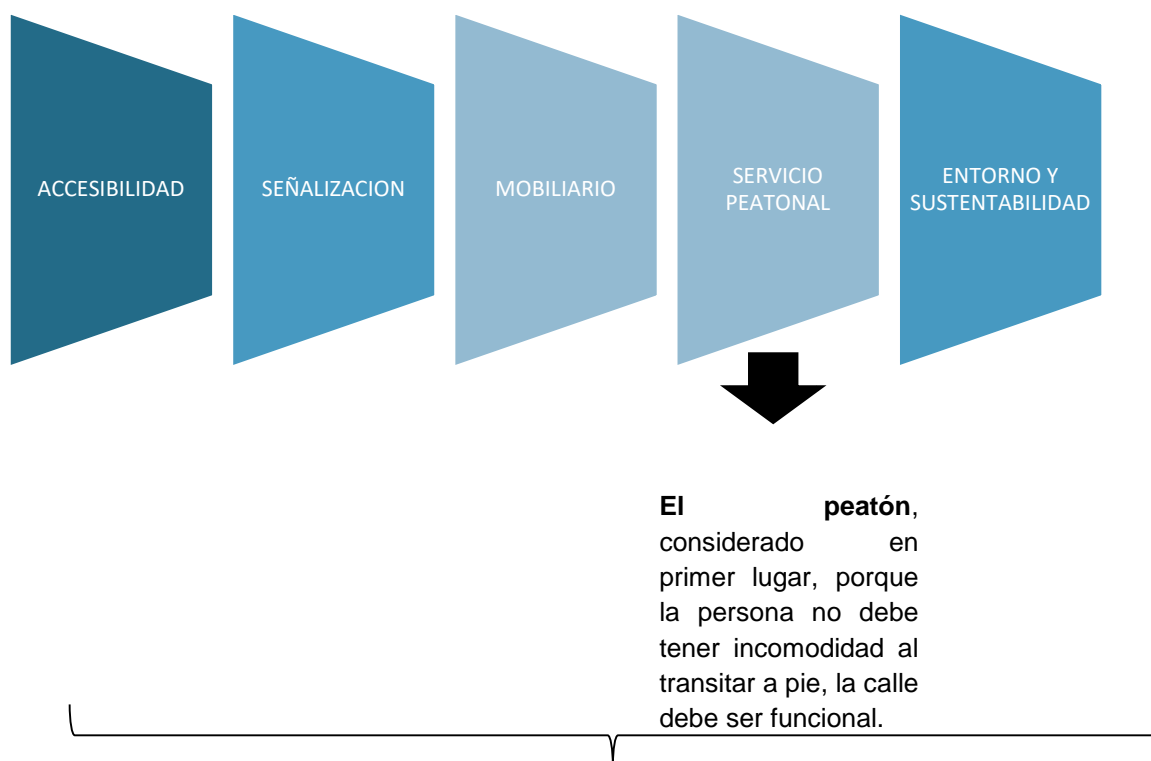 ACCESIBILIDAD
SEÑALIZACION
MOBILIARIO
SERVICIO
PEATONAL
ENTORNO Y
SUSTENTABILIDAD
El peatón,
considerado en
primer lugar, porque
la persona no debe
tener incomodidad al
transitar a pie, la calle
debe ser funcional.